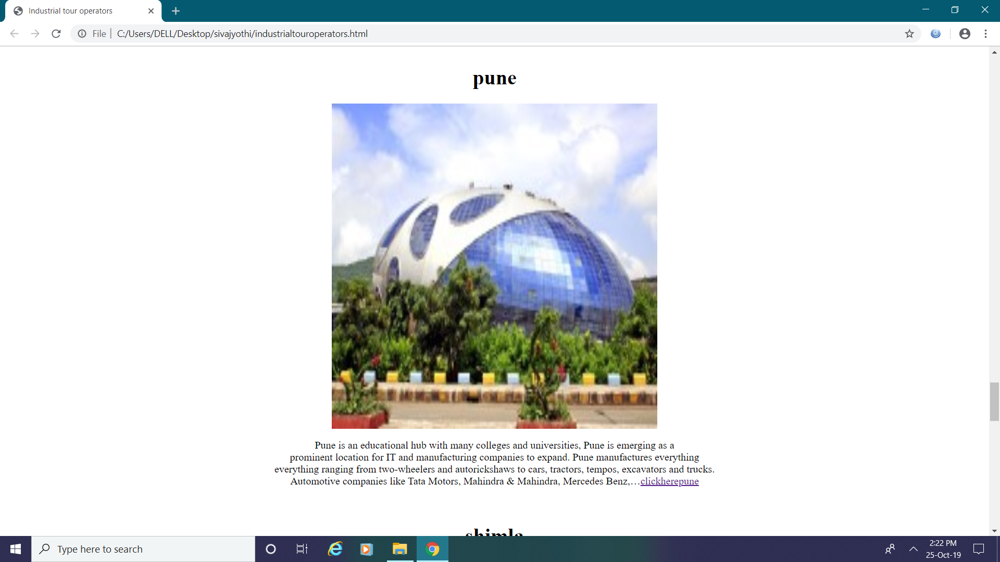 Industrial tour operators
File
C:/Users/DELL/Desktop/sivajyothi/industrialtouroperators.html
pune
Pune is an educational hub with many colleges and universities, Pune is emerging as a
prominent location for IT and manufacturing companies to expand. Pune manufactures everything
everything ranging from two-wheelers and autorickshaws to cars, tractors, tempos, excavators and trucks.
Automotive companies like Tata Motors, Mahindra & Mahindra, Mercedes Benz,…clickherepune
shimla
Type here to search
2:22 PM
25-Oct-19